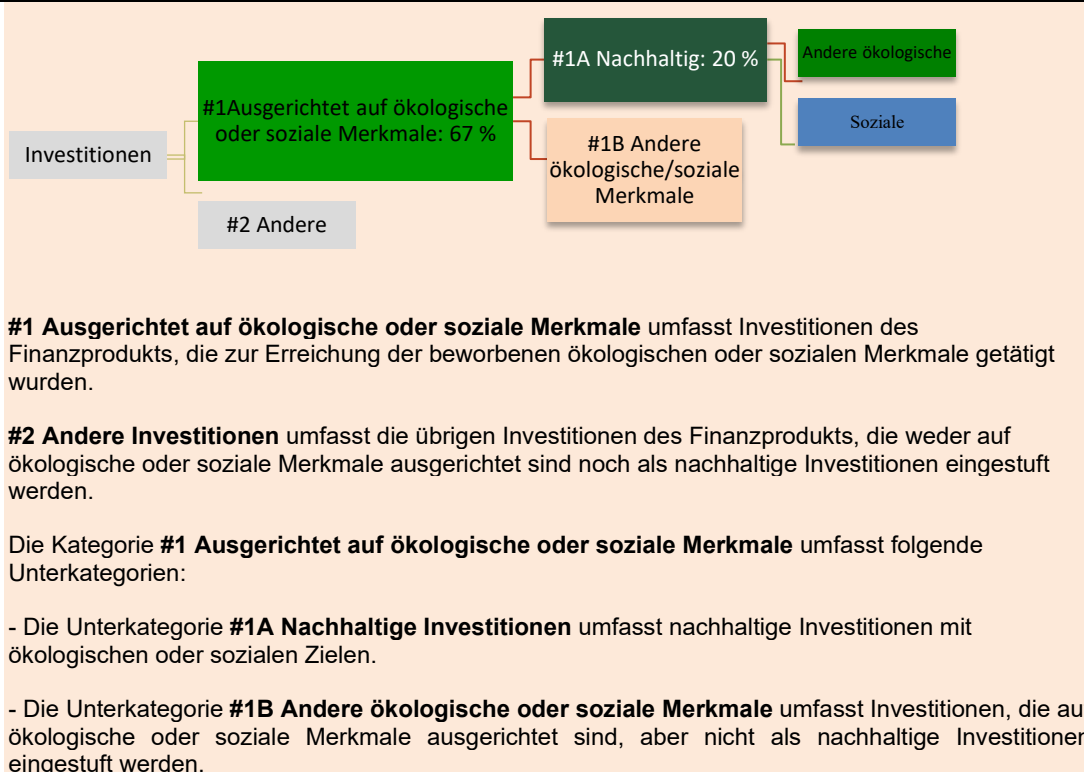 Investitionen
#1Ausgerichtet auf ökologische
oder soziale Merkmale: 67 %
#2 Andere
#1A Nachhaltig: 20 %
#1B Andere
ökologische/soziale
Merkmale
Andere ökologische
Soziale
#1 Ausgerichtet auf ökologische oder soziale Merkmale umfasst Investitionen des
Finanzprodukts, die zur Erreichung der beworbenen ökologischen oder sozialen Merkmale getätigt
wurden.
#2 Andere Investitionen umfasst die übrigen Investitionen des Finanzprodukts, die weder auf
ökologische oder soziale Merkmale ausgerichtet sind noch als nachhaltige Investitionen eingestuft
werden.
Die Kategorie #1 Ausgerichtet auf ökologische oder soziale Merkmale umfasst folgende
Unterkategorien:
- Die Unterkategorie #1A Nachhaltige Investitionen umfasst nachhaltige Investitionen mit
ökologischen oder sozialen Zielen.
- Die Unterkategorie #1B Andere ökologische oder soziale Merkmale umfasst Investitionen, die au
ökologische oder soziale Merkmale ausgerichtet sind, aber nicht als nachhaltige Investitionen
eingestuft werden.